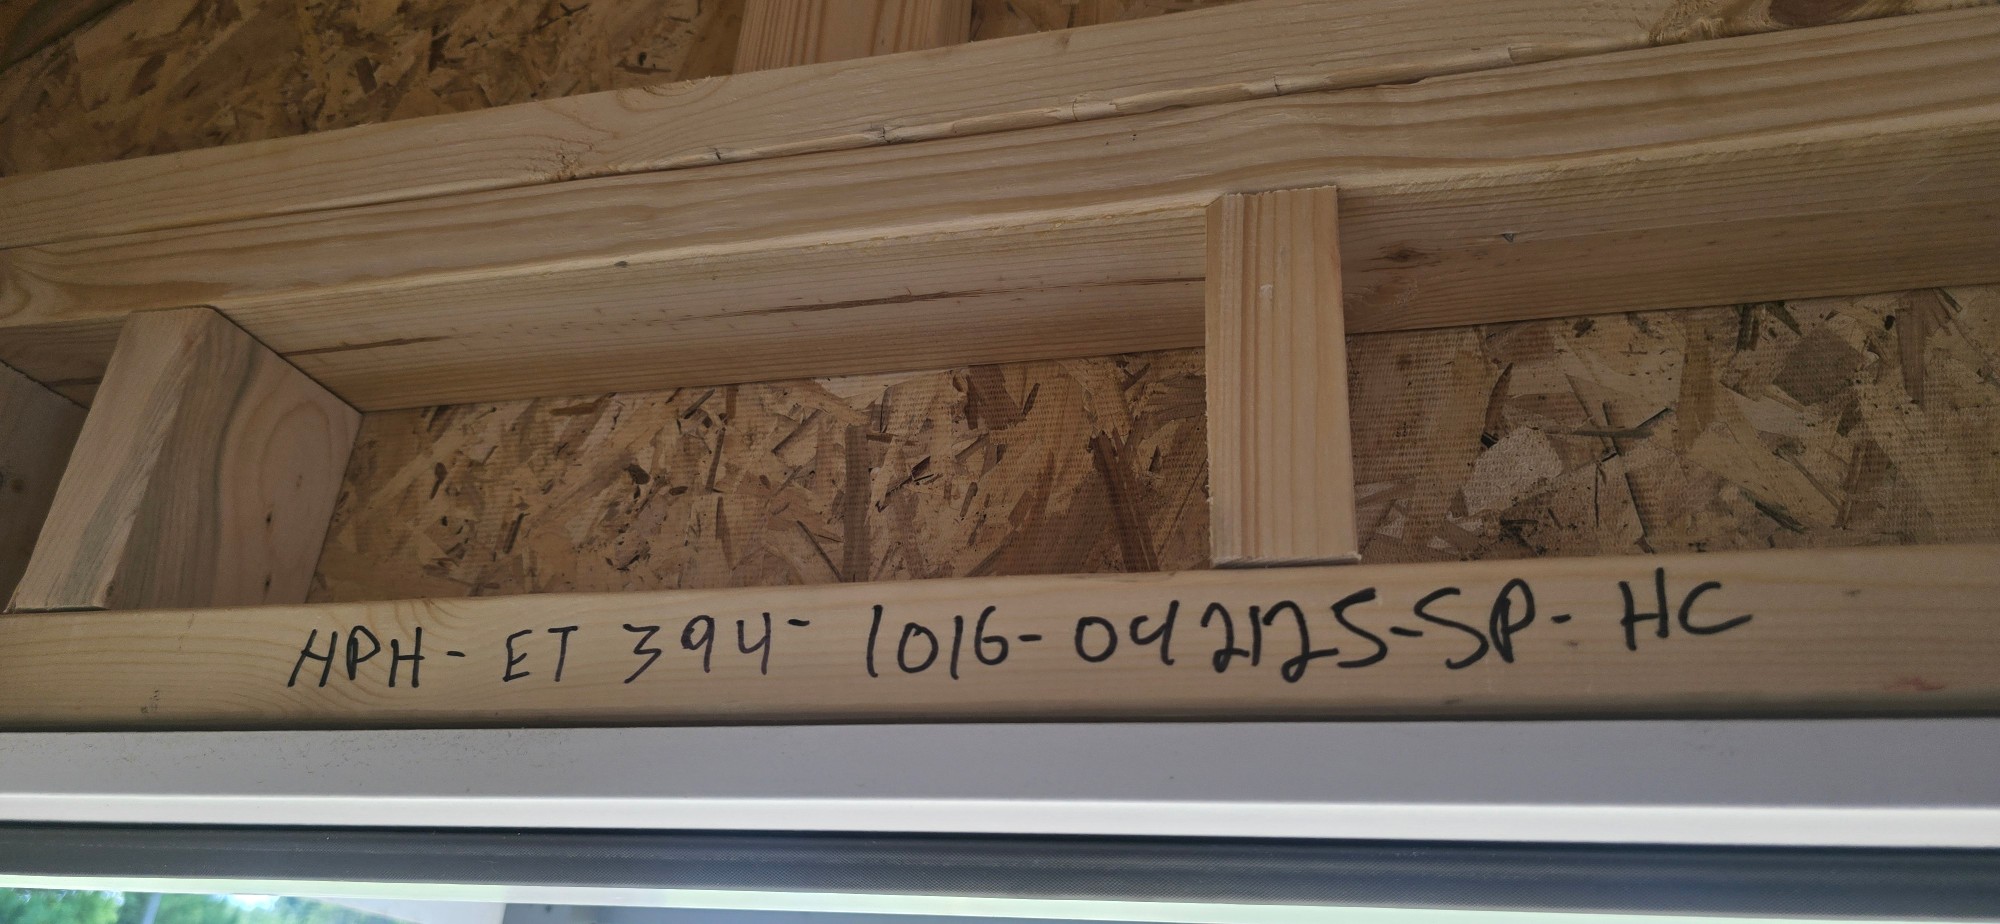 HPH- ET 394- 1016-042125-SP- HC